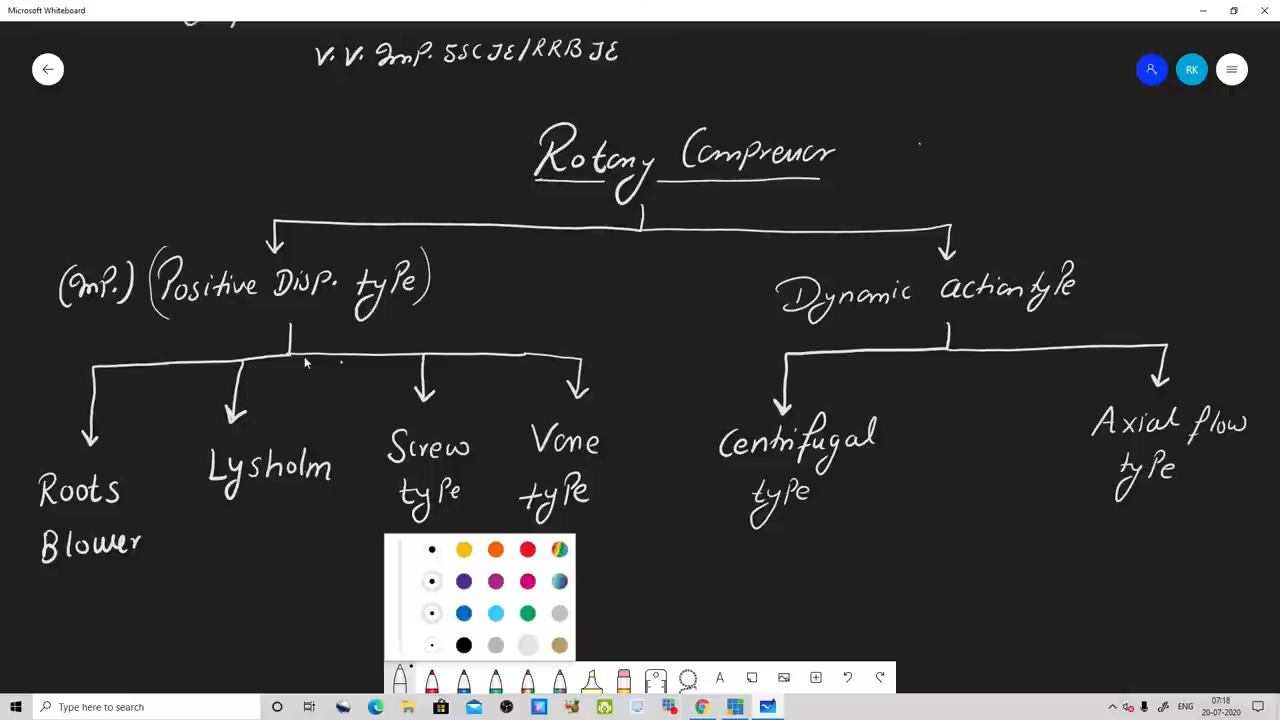 Microsoft Whiteboard
V.V. Imp. SSC JE/RRB JE
RK
Rotary Compressor
(Imp.) (Positive Disp. type)
Dynamic action type
Roots Blower
Lysholm
Screw type
Vane type
Centrifugal type
Axial flow type
A
Type here to search
ENG
07:18
20-07-2020